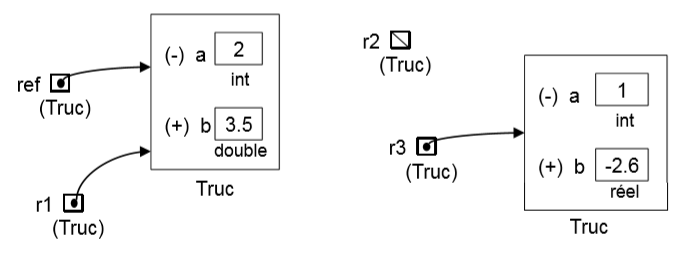 (-) a 2
int
ref
(Truc)
(+) b 3.5
double
Truc
r1
(Truc)
r2
(Truc)
(-) a 1
int
r3
(Truc)
(+) b -2.6
réel
Truc